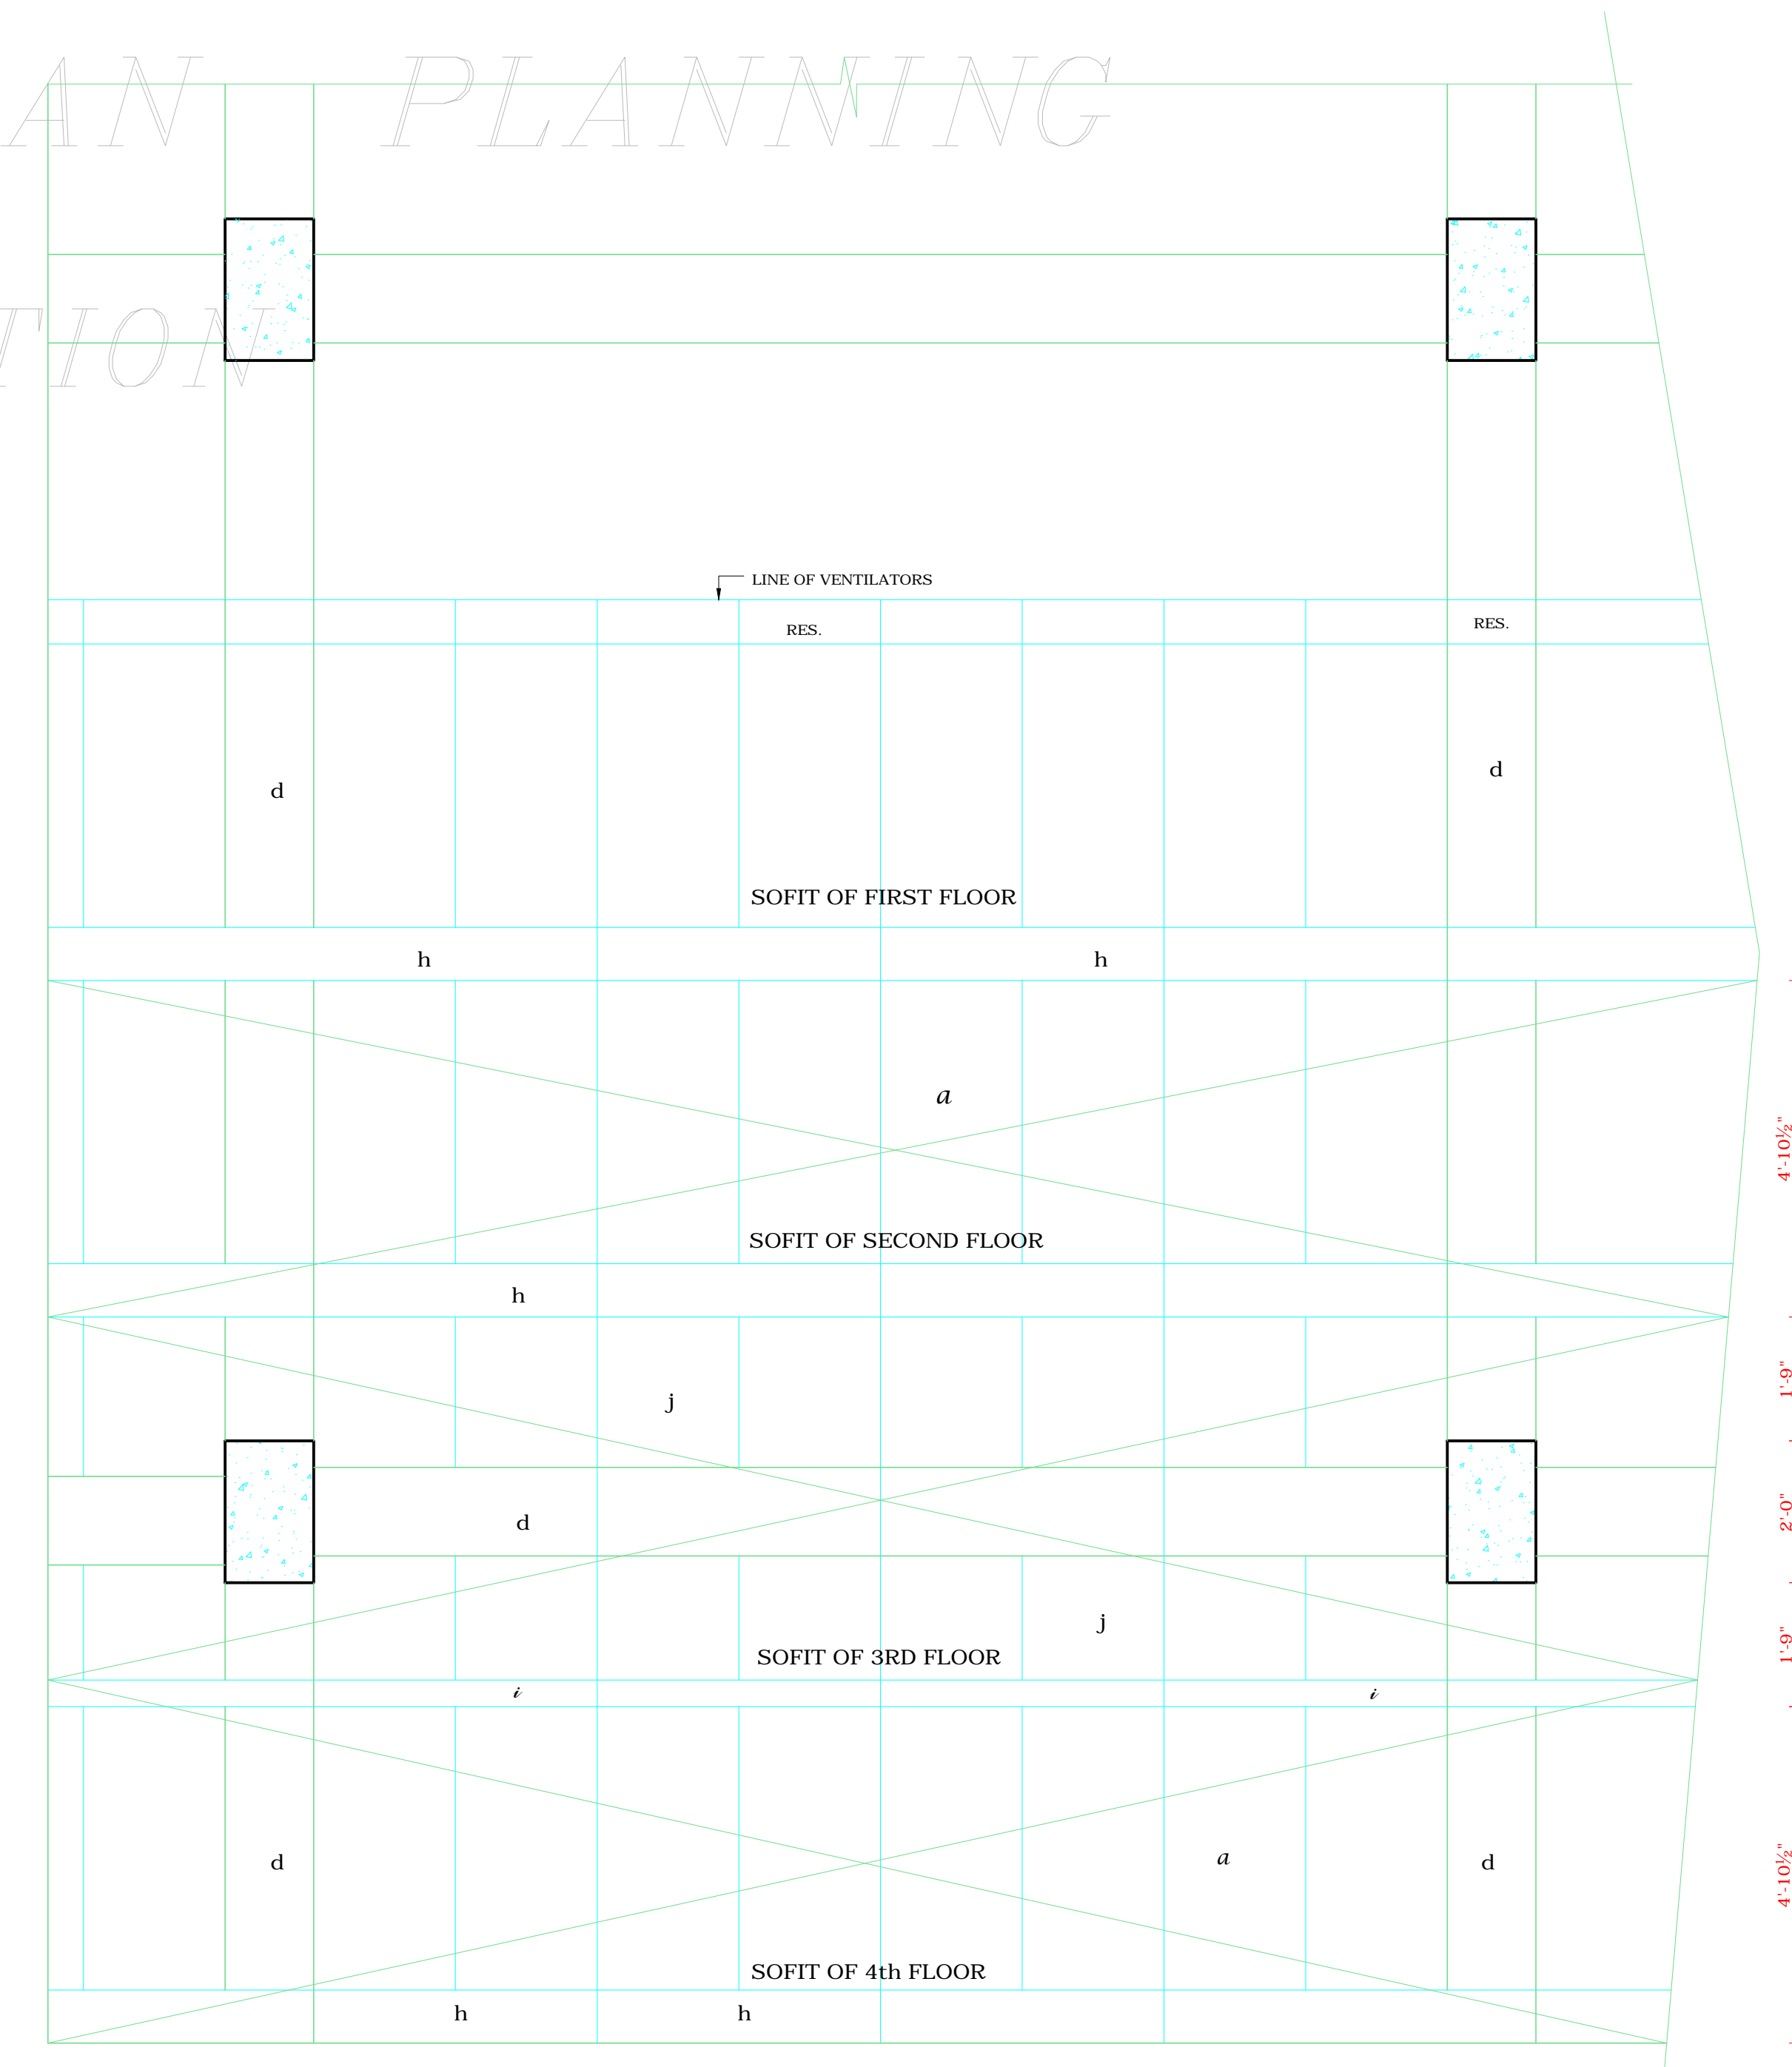 AN PLANNING
TION
LINE OF VENTILATORS
RES.
RES.
d
d
SOFIT OF FIRST FLOOR
h
h
a
4'-10½"
SOFIT OF SECOND FLOOR
h
1'-9"
j
d
2'-0"
j
1'-9"
SOFIT OF 3RD FLOOR
i
i
d
a
d
4'-10½"
SOFIT OF 4th FLOOR
h
h